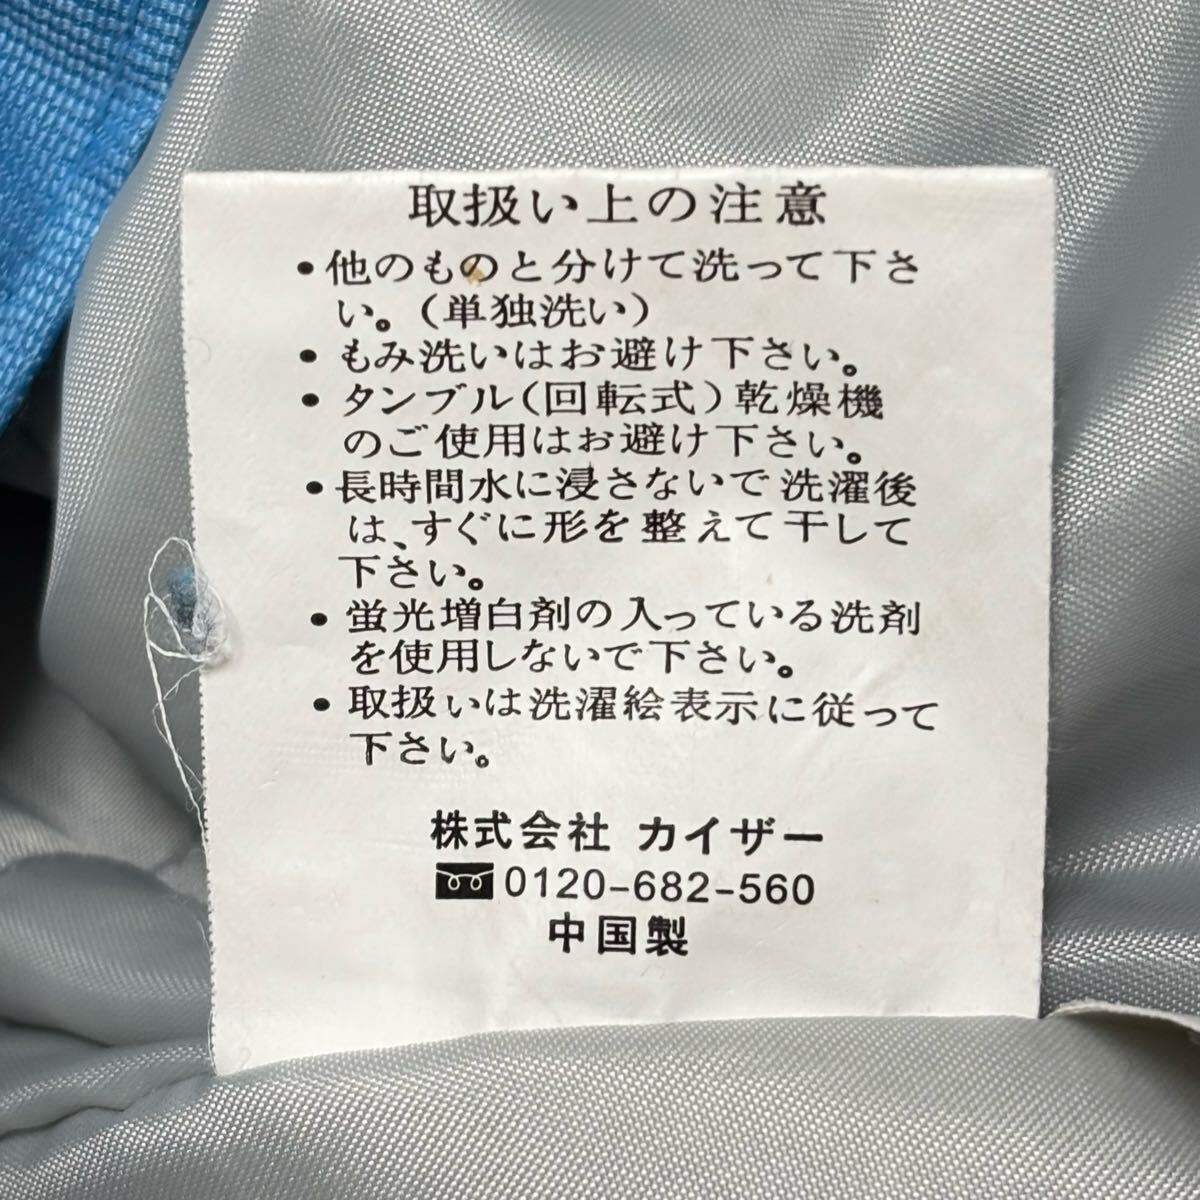 取扱い上の注意
•他のものと分けて洗って下さ
い。(単独洗い)
•もみ洗いはお避け下さい。
•タンブル(回転式)乾燥機
のご使用はお避け下さい。
•長時間水に浸さないで洗濯後
は、すぐに形を整えて干して
下さい。
•蛍光増白剤の入っている洗剤
を使用しないで下さい。
•取扱いは洗濯絵表示に従って
下さい。
株式会社 カイザー
0120-682-560
中国製